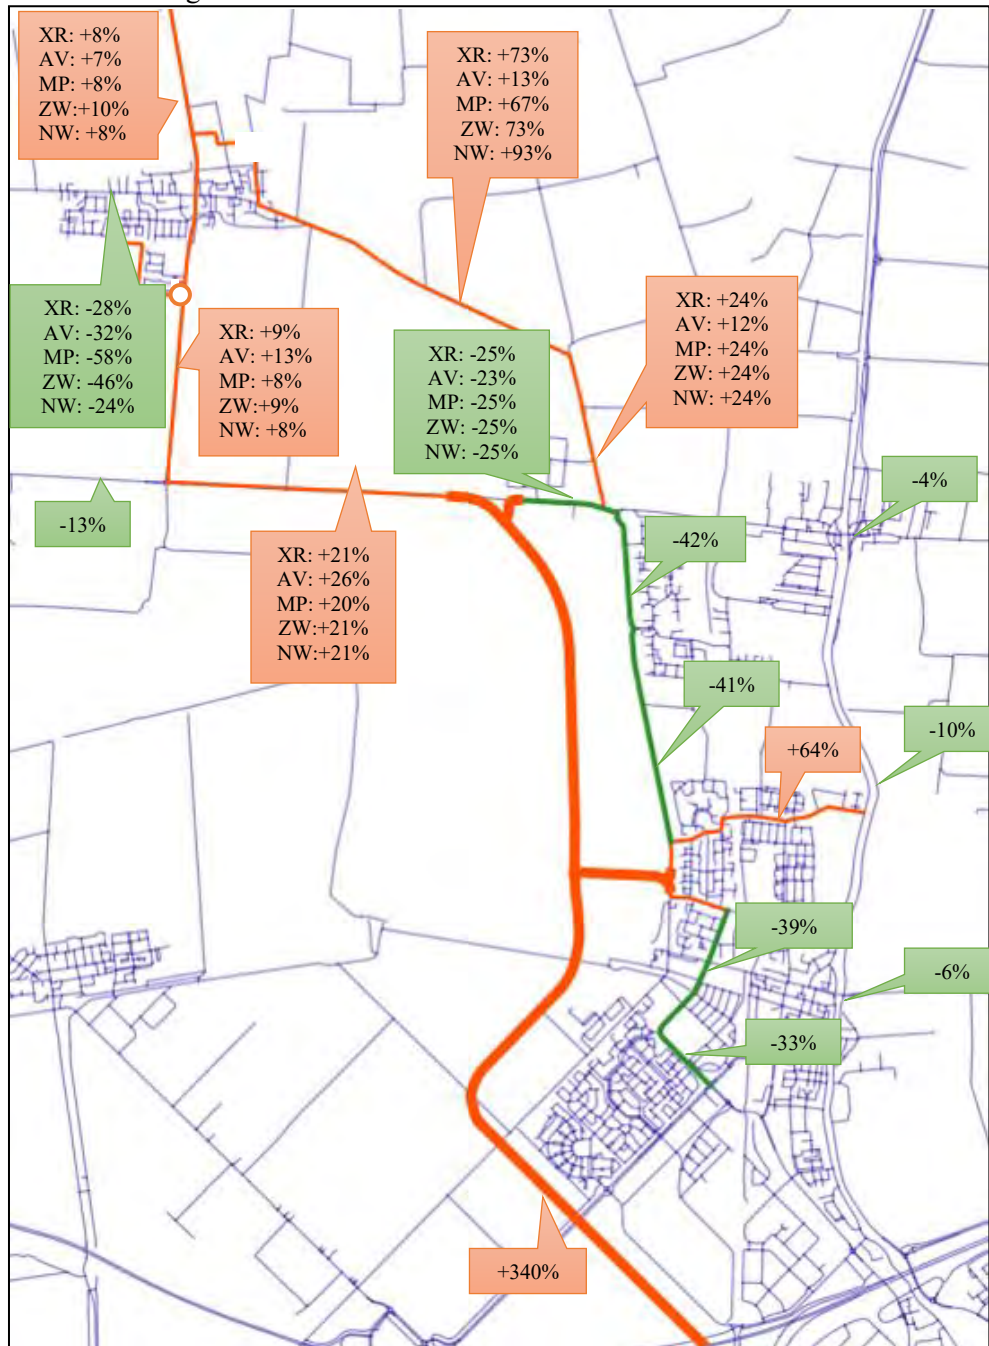 XR: +8%
AV: +7%
MP: +8%
ZW:+10%
NW: +8%
XR: +73%
AV: +13%
MP: +67%
ZW: 73%
NW: +93%
XR: -28%
AV: -32%
MP: -58%
ZW: -46%
NW: -24%
XR: +9%
AV: +13%
MP: +8%
ZW:+9%
NW: +8%
XR: -25%
AV: -23%
MP: -25%
ZW: -25%
NW: -25%
XR: +24%
AV: +12%
MP: +24%
ZW: +24%
NW: +24%
-13%
-4%
XR: +21%
AV: +26%
MP: +20%
ZW:+21%
NW:+21%
-42%
-41%
-10%
+64%
-39%
-6%
-33%
+340%